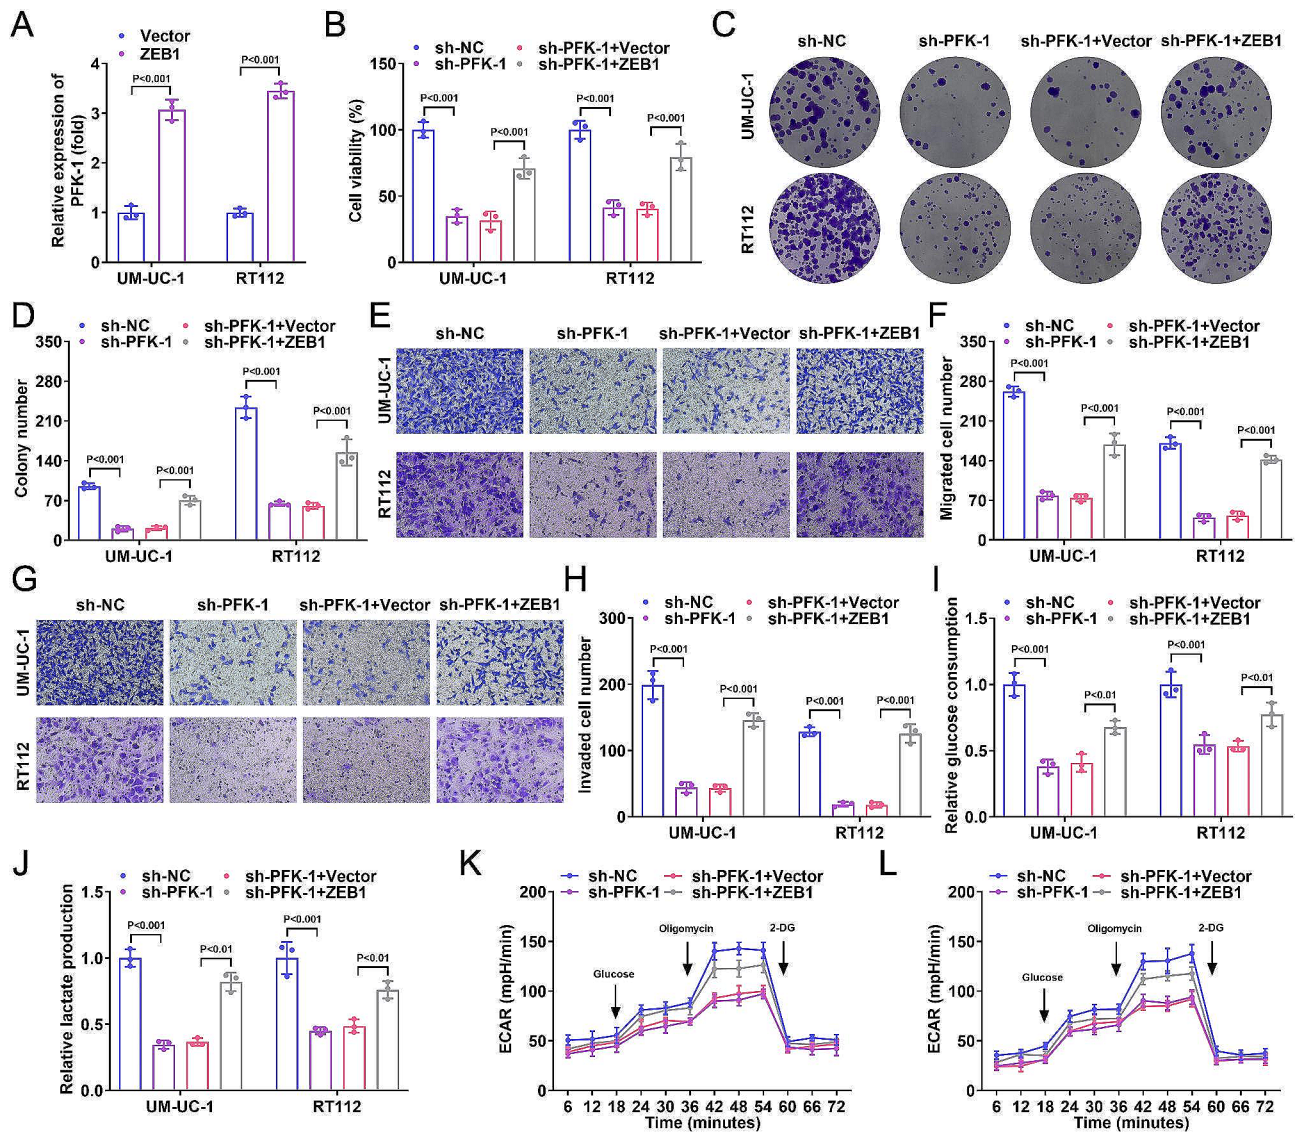 A
Vector
ZEB1
Relative expression of
PFK-1 (fold)
4
3
2
1
0
P<0.001
P<0.001
UM-UC-1
RT112
B
sh-NC
sh-PFK-1
sh-PFK-1+Vector
sh-PFK-1+ZEB1
Cell viability (%)
150
100
50
0
P<0.001
P<0.001
P<0.001
P<0.001
UM-UC-1
RT112
C
sh-NC
sh-PFK-1
sh-PFK-1+Vector
sh-PFK-1+ZEB1
UM-UC-1
RT112
D
sh-NC
sh-PFK-1
sh-PFK-1+Vector
sh-PFK-1+ZEB1
Colony number
350
280
210
140
70
0
P<0.001
P<0.001
P<0.001
P<0.001
UM-UC-1
RT112
E
sh-NC
sh-PFK-1
sh-PFK-1+Vector
sh-PFK-1+ZEB1
UM-UC-1
RT112
F
sh-NC
sh-PFK-1
sh-PFK-1+Vector
sh-PFK-1+ZEB1
Migrated cell number
350
280
210
140
70
0
P<0.001
P<0.001
P<0.001
P<0.001
UM-UC-1
RT112
G
sh-NC
sh-PFK-1
sh-PFK-1+Vector
sh-PFK-1+ZEB1
UM-UC-1
RT112
H
sh-NC
sh-PFK-1
sh-PFK-1+Vector
sh-PFK-1+ZEB1
Invaded cell number
300
200
100
0
P<0.001
P<0.001
P<0.001
P<0.001
UM-UC-1
RT112
I
sh-NC
sh-PFK-1
sh-PFK-1+Vector
sh-PFK-1+ZEB1
Relative glucose consumption
1.5
1.0
0.5
0.0
P<0.001
P<0.01
P<0.001
P<0.01
UM-UC-1
RT112
J
sh-NC
sh-PFK-1
sh-PFK-1+Vector
sh-PFK-1+ZEB1
Relative lactate production
1.5
1.0
0.5
0.0
P<0.001
P<0.01
P<0.001
P<0.01
UM-UC-1
RT112
K
sh-NC
sh-PFK-1
sh-PFK-1+Vector
sh-PFK-1+ZEB1
ECAR (mpH/min)
200
150
100
50
0
Glucose
Oligomycin
2-DG
6 12 18 24 30 36 42 48 54 60 66 72
Time (minutes)
L
sh-NC
sh-PFK-1
sh-PFK-1+Vector
sh-PFK-1+ZEB1
ECAR (mpH/min)
200
150
100
50
0
Glucose
Oligomycin
2-DG
6 12 18 24 30 36 42 48 54 60 66 72
Time (minutes)